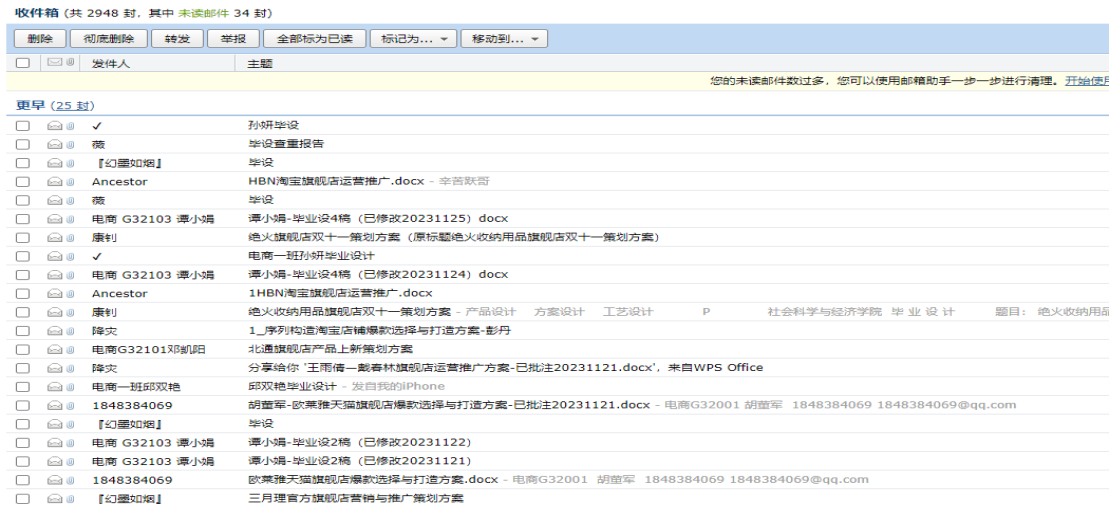 收件箱 (共 2948 封, 其中 未读邮件 34 封)
删除 彻底删除 转发 举报 全部标为已读 标记为... 移动到...
发件人 主题
您的未读邮件数过多，您可以使用邮箱助手一步一步进行清理。 开始使用
更早 (25 封)
✓ 孙妍毕设
薇 毕设查重报告
『幻墨如烟』 毕设
Ancestor HBN淘宝旗舰店运营推广.docx - 辛苦跃哥
薇 毕设
电商 G32103 谭小娟 谭小娟-毕业设4稿 (已修改20231125) docx
康钊 绝火旗舰店双十一策划方案 (原标题绝火收纳用品旗舰店双十一策划方案)
✓ 电商一班孙妍毕业设计
电商 G32103 谭小娟 谭小娟-毕业设4稿 (已修改20231124) docx
Ancestor 1HBN淘宝旗舰店运营推广.docx
康钊 绝火收纳用品旗舰店双十一策划方案 - 产品设计 方案设计 工艺设计 P 社会科学与经济学院 毕 业 设 计 题目: 绝火收纳用品
降灾 1_序列构造淘宝店铺爆款选择与打造方案-彭丹
电商G32101邓凯阳 北通旗舰店产品上新策划方案
降灾 分享给你 '王雨倩—戴春林旗舰店运营推广方案-已批注20231121.docx', 来自WPS Office
电商一班邱双艳 邱双艳毕业设计 - 发自我的iPhone
1848384069 胡董军-欧莱雅天猫旗舰店爆款选择与打造方案-已批注20231121.docx - 电商G32001 胡董军 1848384069 1848384069@qq.com
『幻墨如烟』 毕设
电商 G32103 谭小娟 谭小娟-毕业设2稿 (已修改20231122)
电商 G32103 谭小娟 谭小娟-毕业设2稿 (已修改20231121)
1848384069 欧莱雅天猫旗舰店爆款选择与打造方案.docx - 电商G32001 胡董军 1848384069 1848384069@qq.com
『幻墨如烟』 三月理官方旗舰店营销与推广策划方案